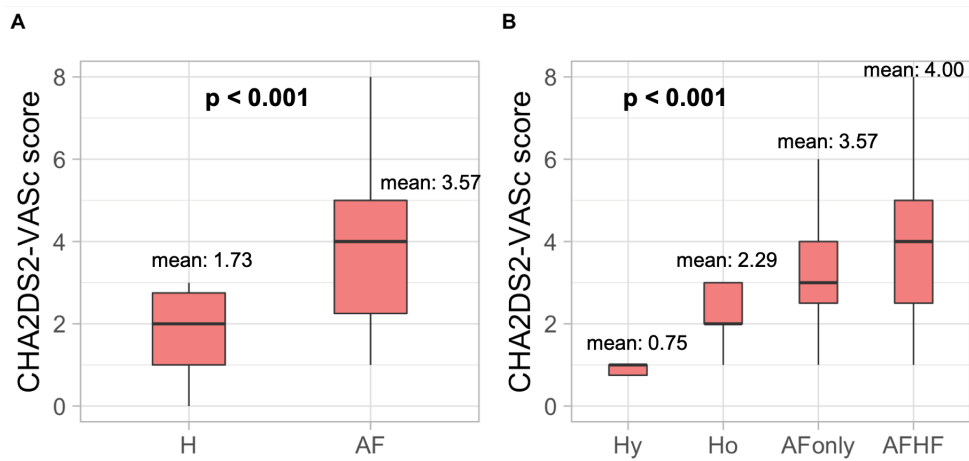 A
B
CHA2DS2-VASc score
8
6
4
2
0
p < 0.001
mean: 1.73
mean: 3.57
H
AF
CHA2DS2-VASc score
8
6
4
2
0
p < 0.001
mean: 0.75
mean: 2.29
mean: 3.57
mean: 4.00
Hy
Ho
AFonly
AFHF